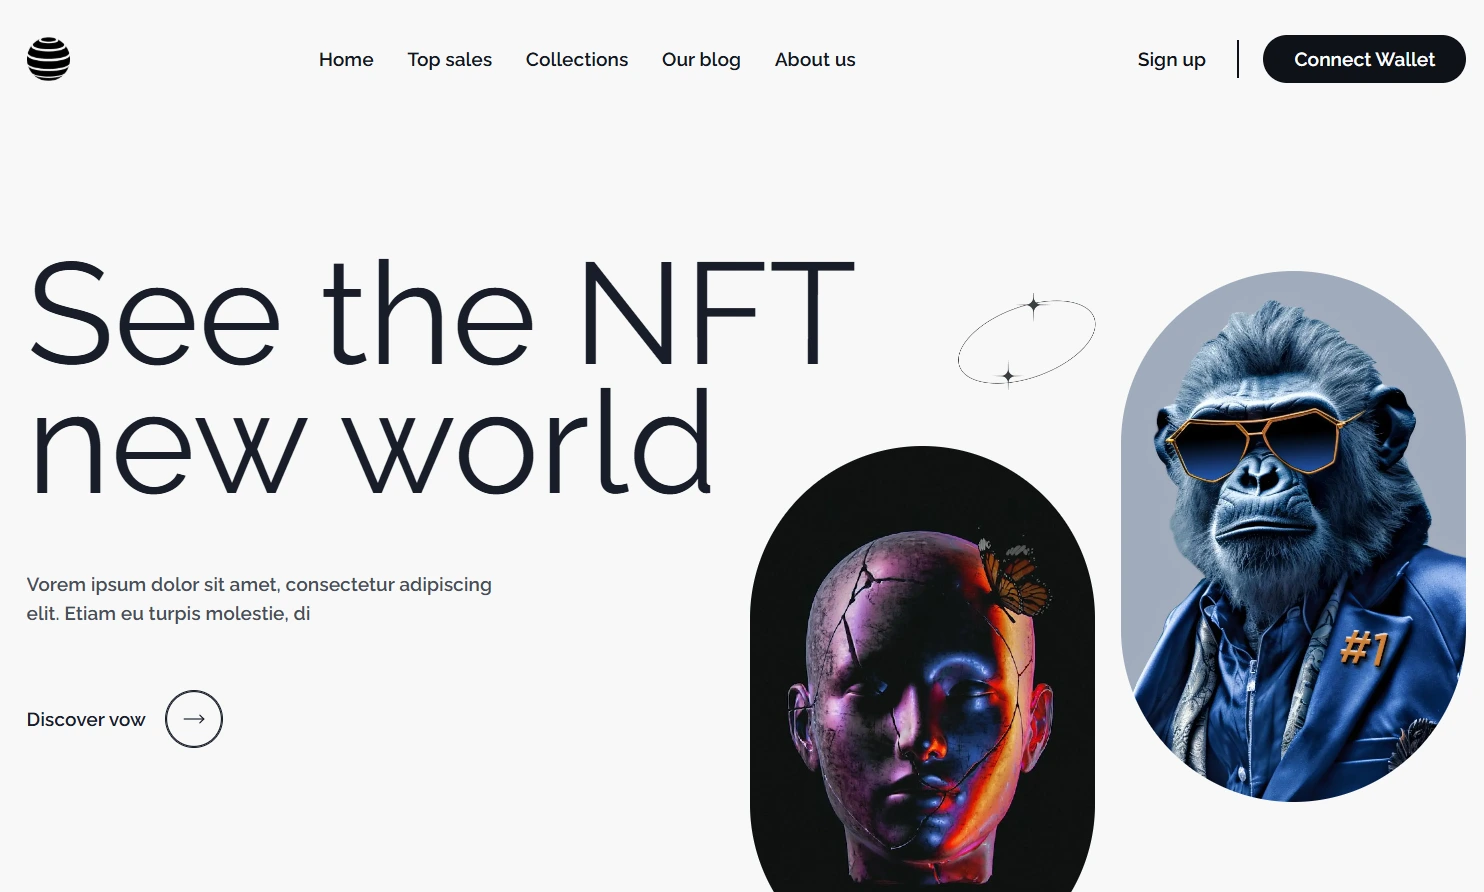 Home
Top sales
Collections
Our blog
About us
Sign up
Connect Wallet
See the NFT
new world
Vorem ipsum dolor sit amet, consectetur adipiscing
elit. Etiam eu turpis molestie, di
Discover vow
#1